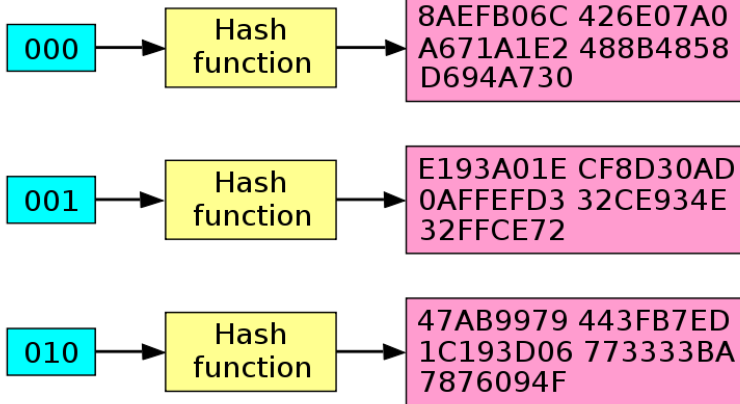 000
Hash
function
8AEFB06C 426E07A0
A671A1E2 488B4858
D694A730
001
Hash
function
E193A01E CF8D30AD
0AFFEFD3 32CE934E
32FFCE72
010
Hash
function
47AB9979 443FB7ED
1C193D06 773333BA
7876094F